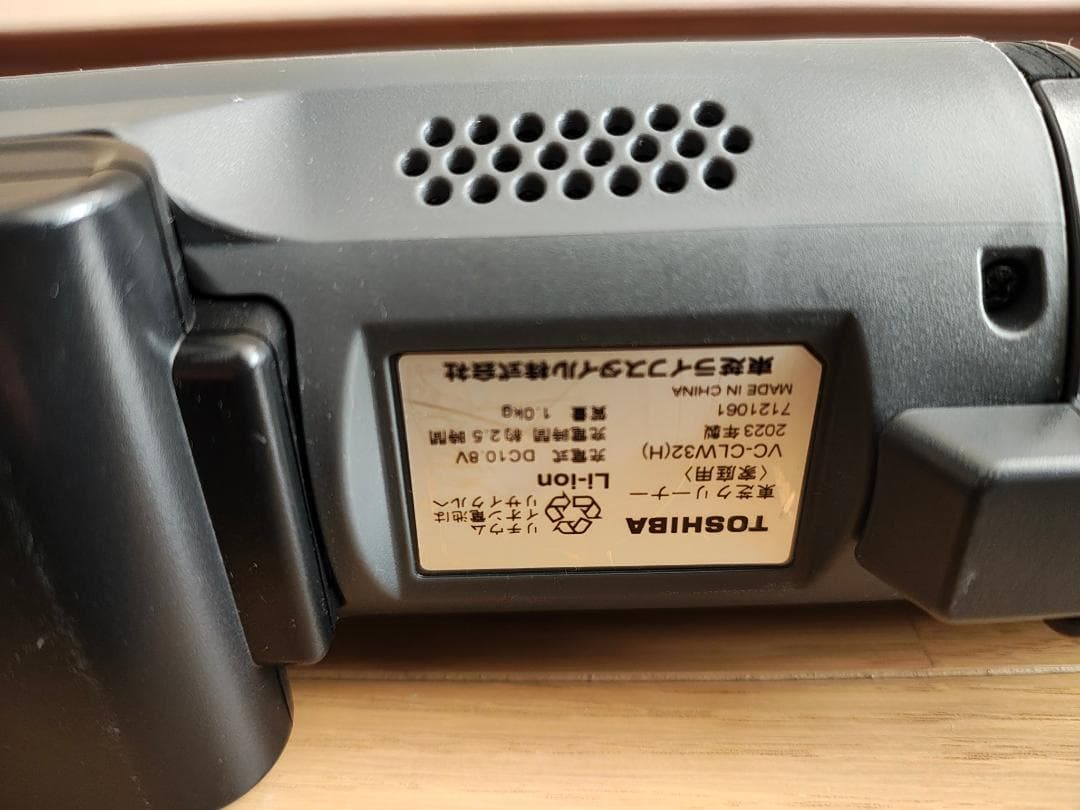 TOSHIBA
東芝クリーナー
〈家庭用〉
VC-CLW32(H)
2023年製
7121061
MADE IN CHINA
リチウム
イオン電池は
リサイクルへ
Li-ion
充電式 DC10.8V
充電時間 約2.5時間
質量 1.0kg
東芝ライフスタイル株式会社